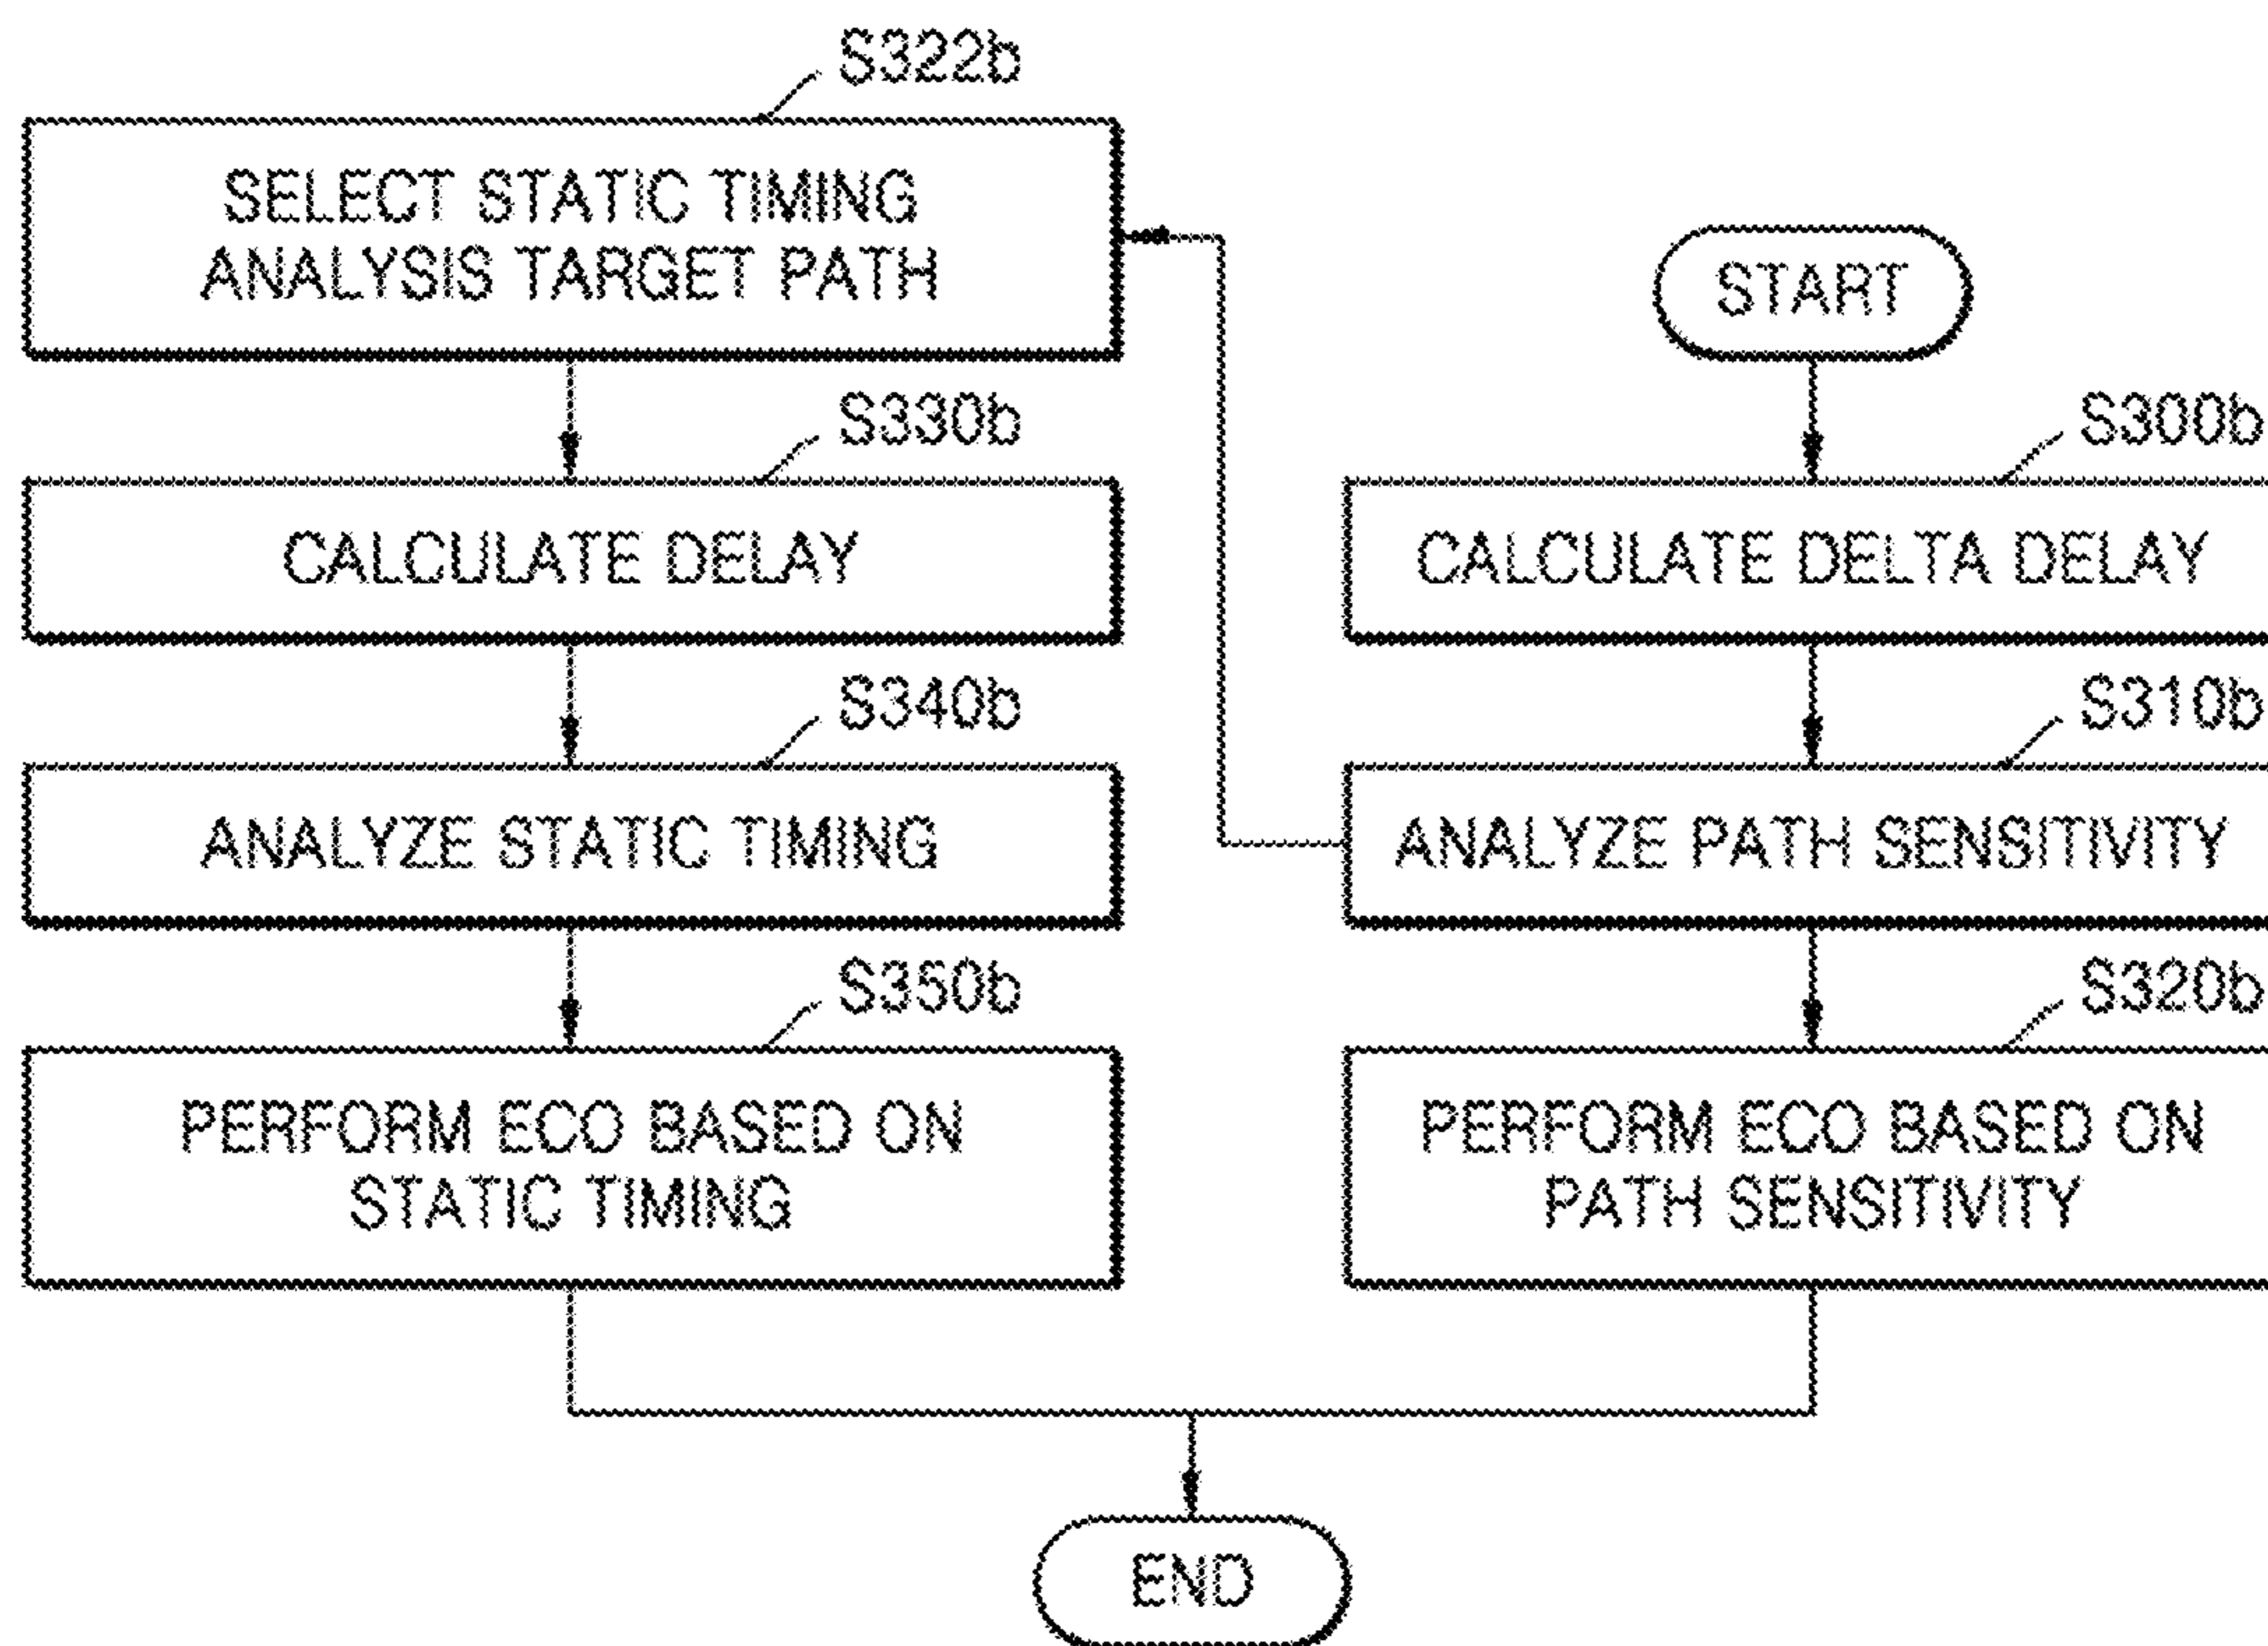 S322b
SELECT STATIC TIMING
ANALYSIS TARGET PATH
START
S330b
S300b
CALCULATE DELAY
CALCULATE DELTA DELAY
S340b
S310b
ANALYZE STATIC TIMING
ANALYZE PATH SENSITIVITY
S350b
S320b
PERFORM ECO BASED ON
STATIC TIMING
PERFORM ECO BASED ON
PATH SENSITIVITY
END